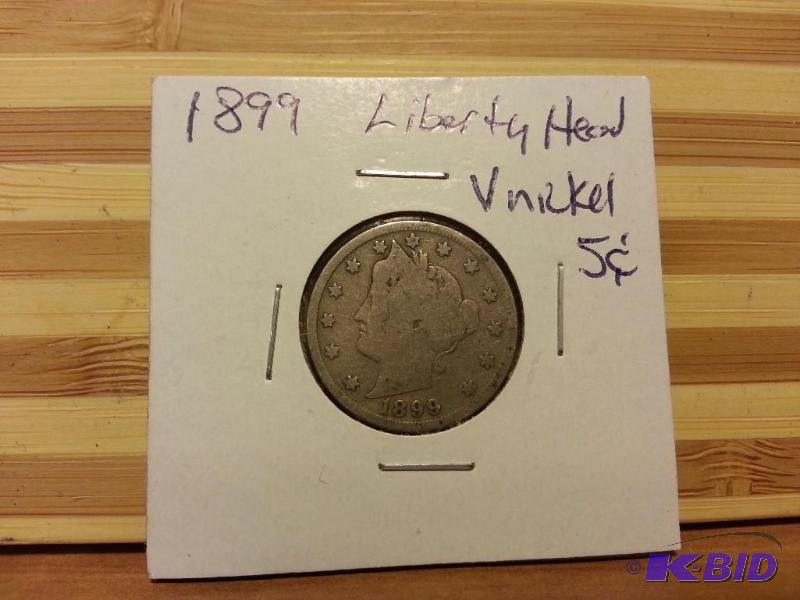 1899 Liberty Head
V nickel
5¢
1899
© K-BID